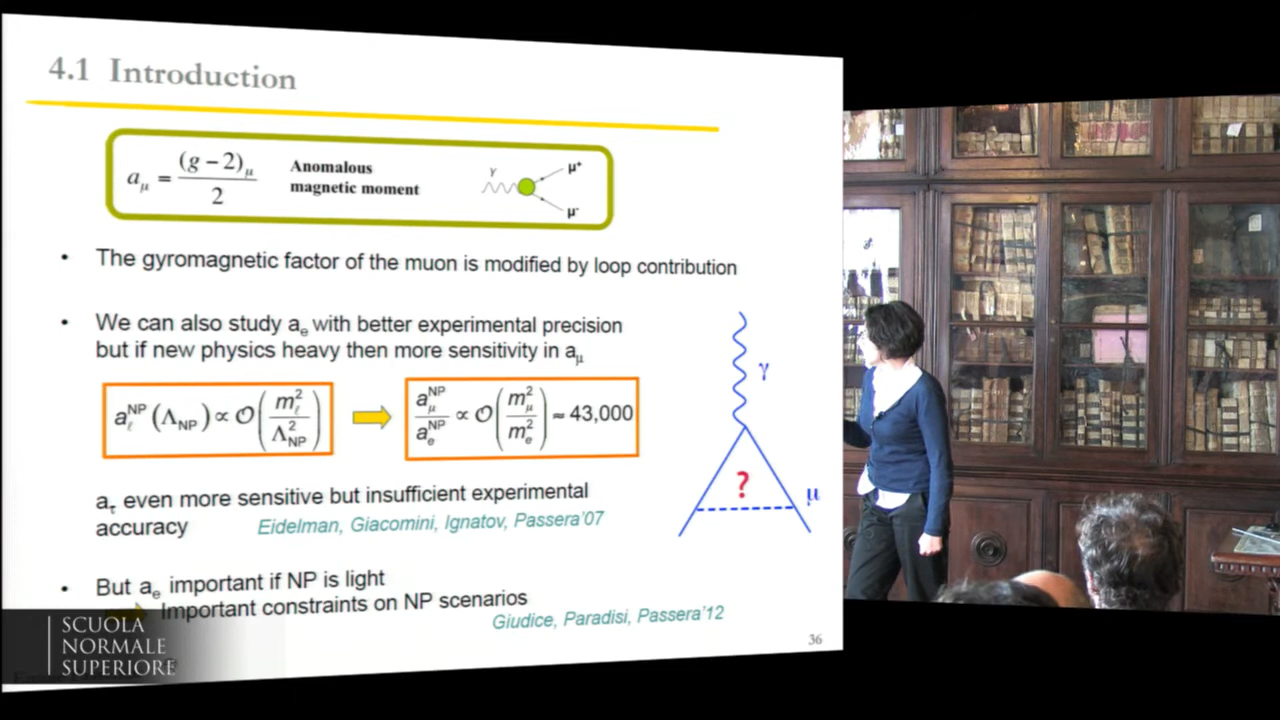 4.1 Introduction
a_μ = (g − 2)_μ / 2
Anomalous
magnetic moment
γ
μ⁺
μ⁻
• The gyromagnetic factor of the muon is modified by loop contribution
• We can also study a_e with better experimental precision
but if new physics heavy then more sensitivity in a_μ
a_ℓ^NP (Λ_NP) ∝ O(m_ℓ² / Λ_NP²)
a_μ^NP / a_e^NP ∝ O(m_μ² / m_e²) ≈ 43,000
γ
?
μ
a_τ even more sensitive but insufficient experimental
accuracy
Eidelman, Giacomini, Ignatov, Passera'07
• But a_e important if NP is light
Important constraints on NP scenarios
Giudice, Paradisi, Passera'12
36
SCUOLA
NORMALE
SUPERIORE